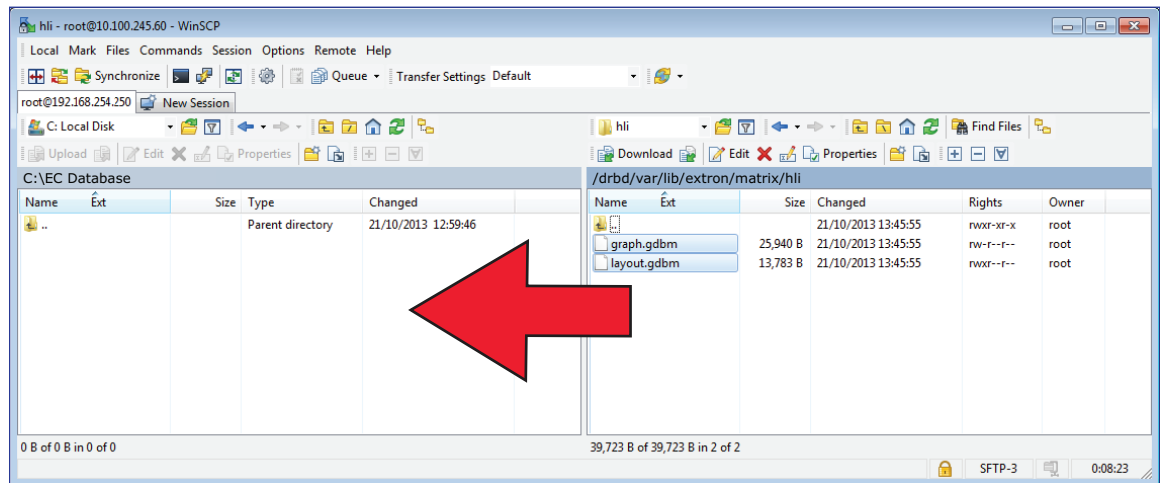 hli - root@10.100.245.60 - WinSCP
Local Mark Files Commands Session Options Remote Help
Synchronize Queue Transfer Settings Default
root@192.168.254.250 New Session
C: Local Disk
Upload Edit Properties
C:\EC Database
Name Ext Size Type Changed
.. Parent directory 21/10/2013 12:59:46
0 B of 0 B in 0 of 0
hli Find Files
Download Edit Properties
/drbd/var/lib/extron/matrix/hli
Name Ext Size Changed Rights Owner
.. 21/10/2013 13:45:55 rwxr-xr-x root
graph.gdbm 25,940 B 21/10/2013 13:45:55 rw-r--r-- root
layout.gdbm 13,783 B 21/10/2013 13:45:55 rwxr--r-- root
39,723 B of 39,723 B in 2 of 2
SFTP-3 0:08:23